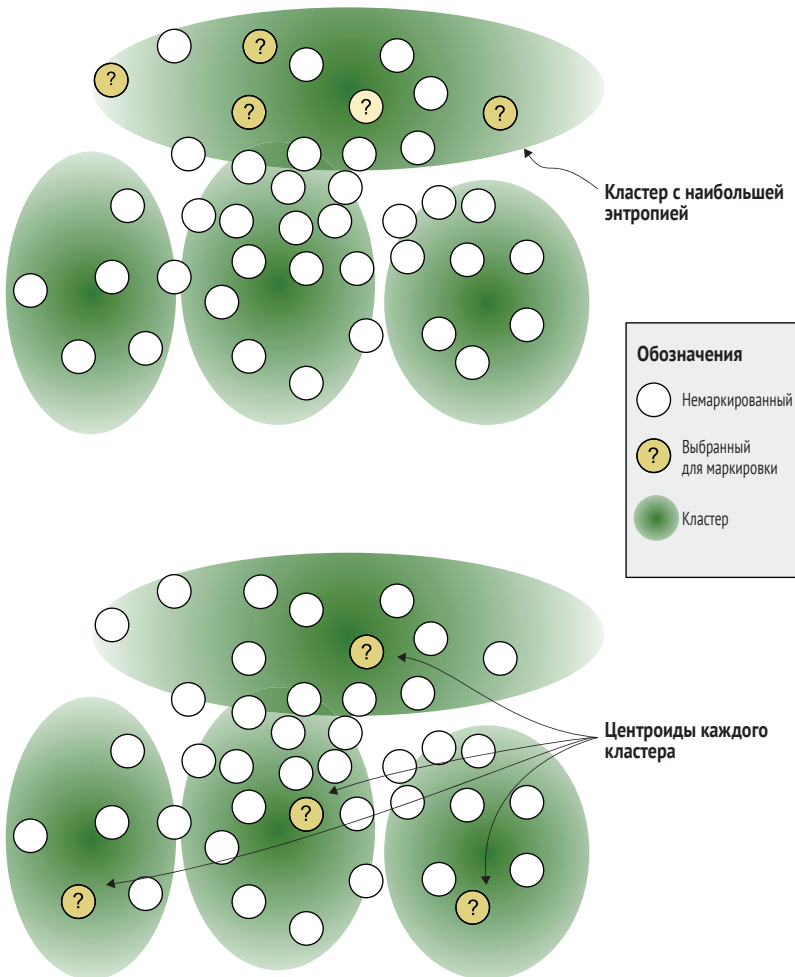 ?
?
?
?
?
Кластер с наибольшей
энтропией
Обозначения
Немаркированный
?
Выбранный
для маркировки
Кластер
?
Центроиды каждого
кластера
?
?
?